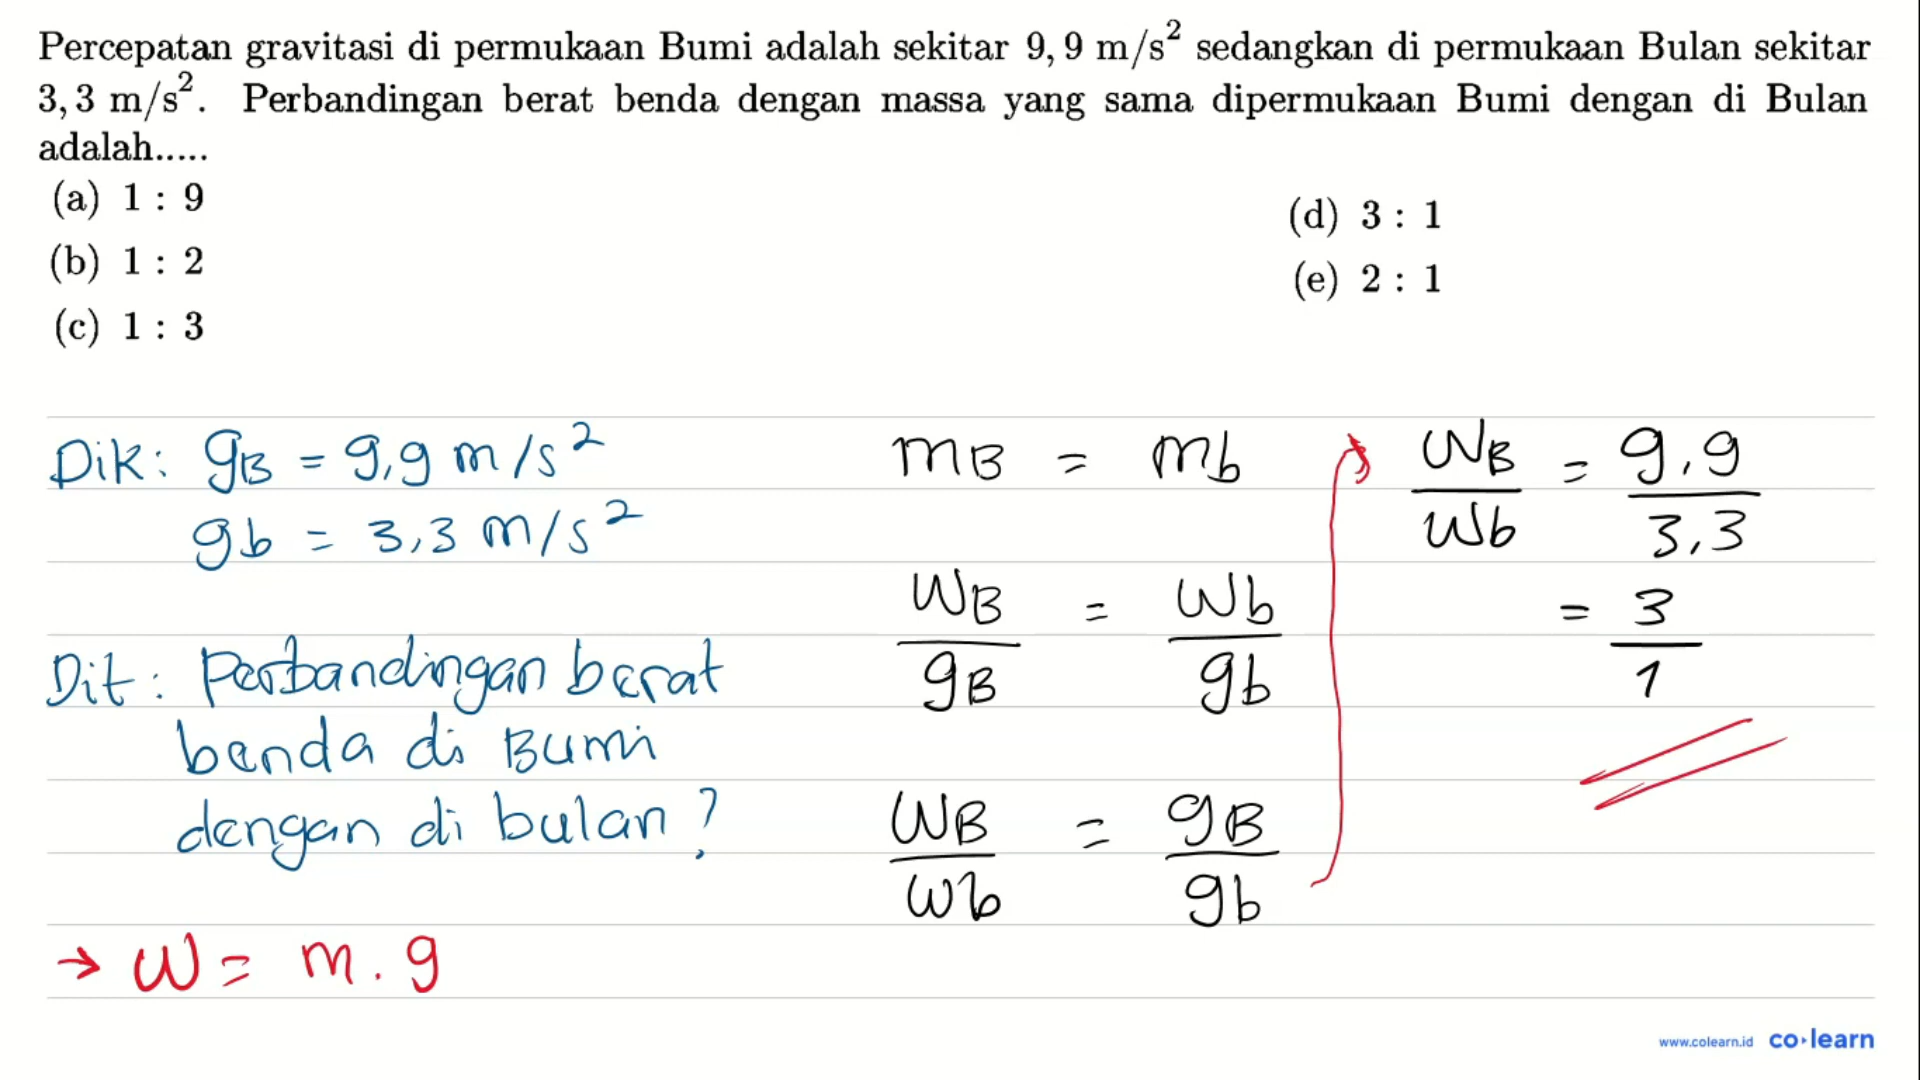 Percepatan gravitasi di permukaan Bumi adalah sekitar 9,9 m/s² sedangkan di permukaan Bulan sekitar
3,3 m/s². Perbandingan berat benda dengan massa yang sama dipermukaan Bumi dengan di Bulan
adalah.....
(a) 1 : 9
(b) 1 : 2
(c) 1 : 3
(d) 3 : 1
(e) 2 : 1
Dik: gB = 9,9 m/s²
gb = 3,3 m/s²
Dit: Perbandingan berat
benda di Bumi
dengan di bulan?
→ W = m . g
mB = mb
WB/gB = Wb/gb
WB/Wb = gB/gb
WB/Wb = 9,9/3,3
= 3/1
www.colearn.id co·learn